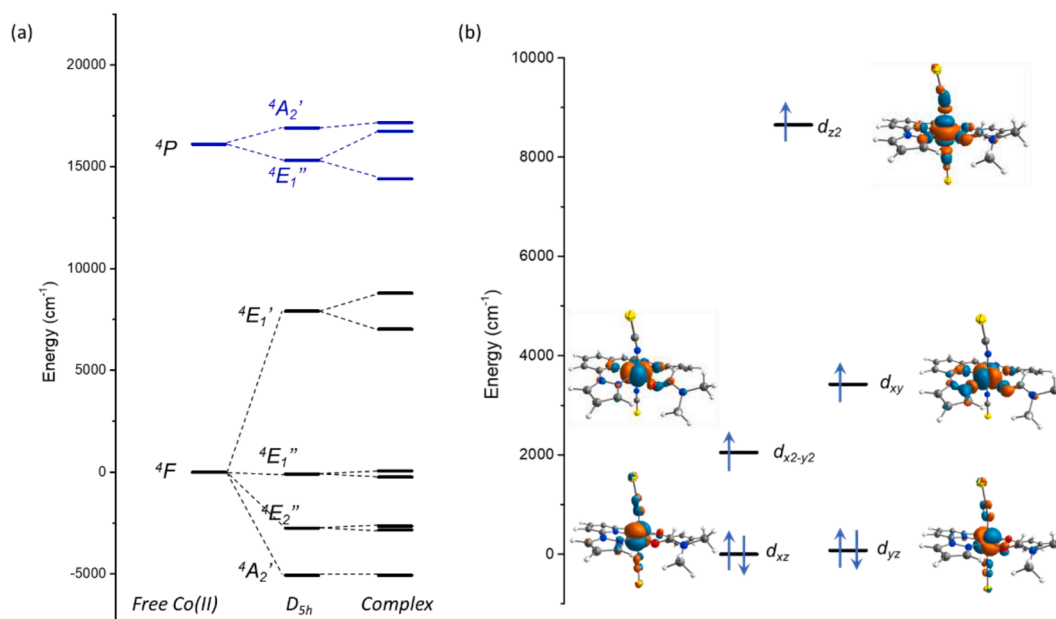 (a)
20000
15000
10000
5000
0
-5000
Energy (cm⁻¹)
⁴P
⁴A₂'
⁴E₁''
⁴E₁'
⁴F
⁴E₁''
⁴E₂''
⁴A₂'
Free Co(II)
D₅ₕ
Complex
(b)
10000
8000
6000
4000
2000
0
Energy (cm⁻¹)
d_z2
d_xy
d_x2-y2
d_xz
d_yz